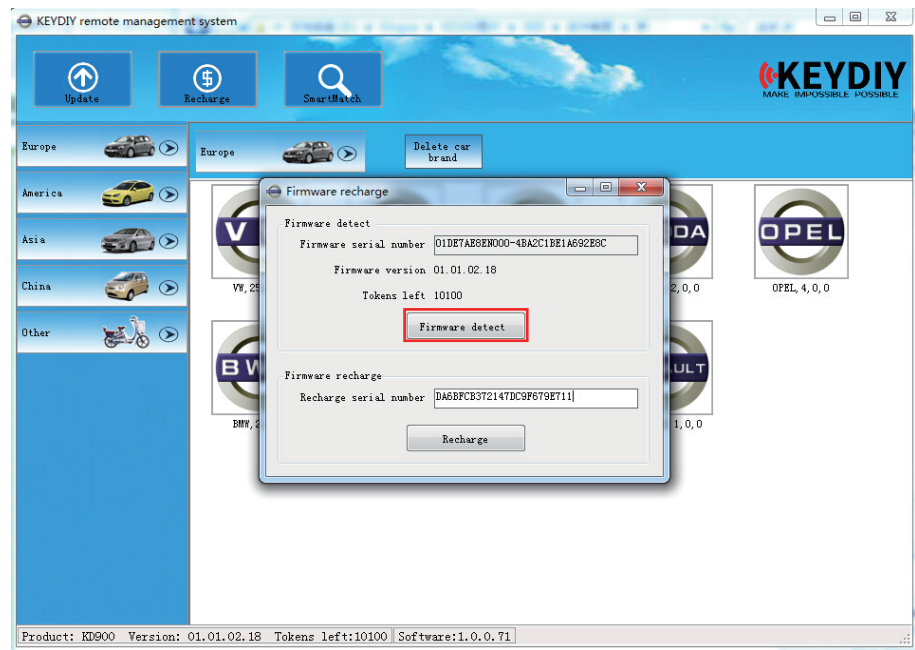 KEYDIY remote management system
Update
Recharge
SmartMatch
KEYDIY
MAKE IMPOSSIBLE POSSIBLE
Europe
America
Asia
China
Other
Europe
Delete car
brand
Firmware recharge
Firmware detect
Firmware serial number 01DE7AE8EN000-4BA2C1BE1A692E8C
Firmware version 01.01.02.18
Tokens left 10100
Firmware detect
Firmware recharge
Recharge serial number DA6BFCB372147DC9F679E711
Recharge
V
DA
OPEL
VW, 25
2, 0, 0
OPEL, 4, 0, 0
BW
ULT
BMW, 2
1, 0, 0
Product: KD900 Version: 01.01.02.18 Tokens left:10100 Software:1.0.0.71